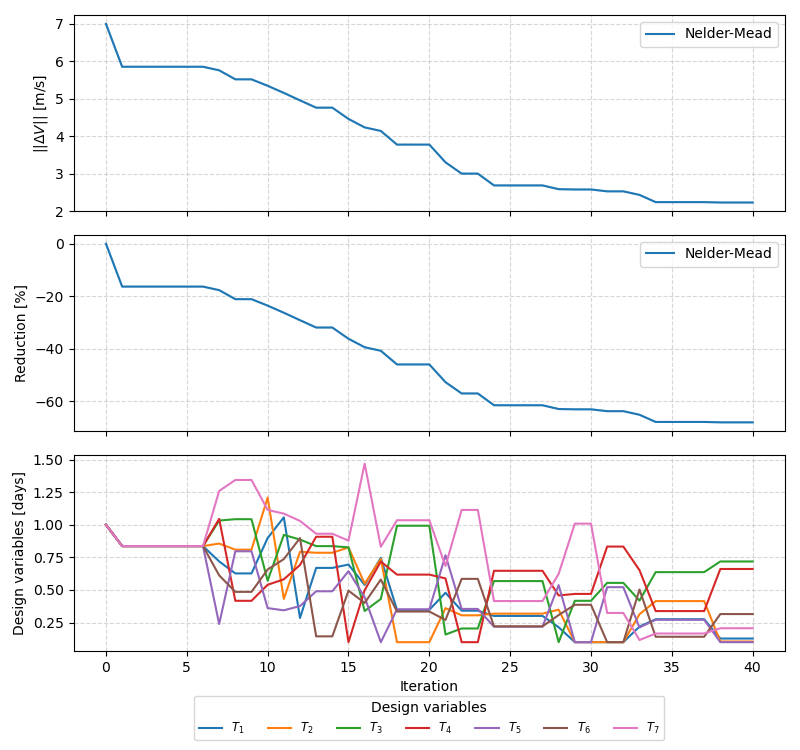 7
6
5
4
3
2
||ΔV|| [m/s]
Nelder-Mead
0
−20
−40
−60
Reduction [%]
Nelder-Mead
1.50
1.25
1.00
0.75
0.50
0.25
Design variables [days]
0 5 10 15 20 25 30 35 40
Iteration
Design variables
T1 T2 T3 T4 T5 T6 T7